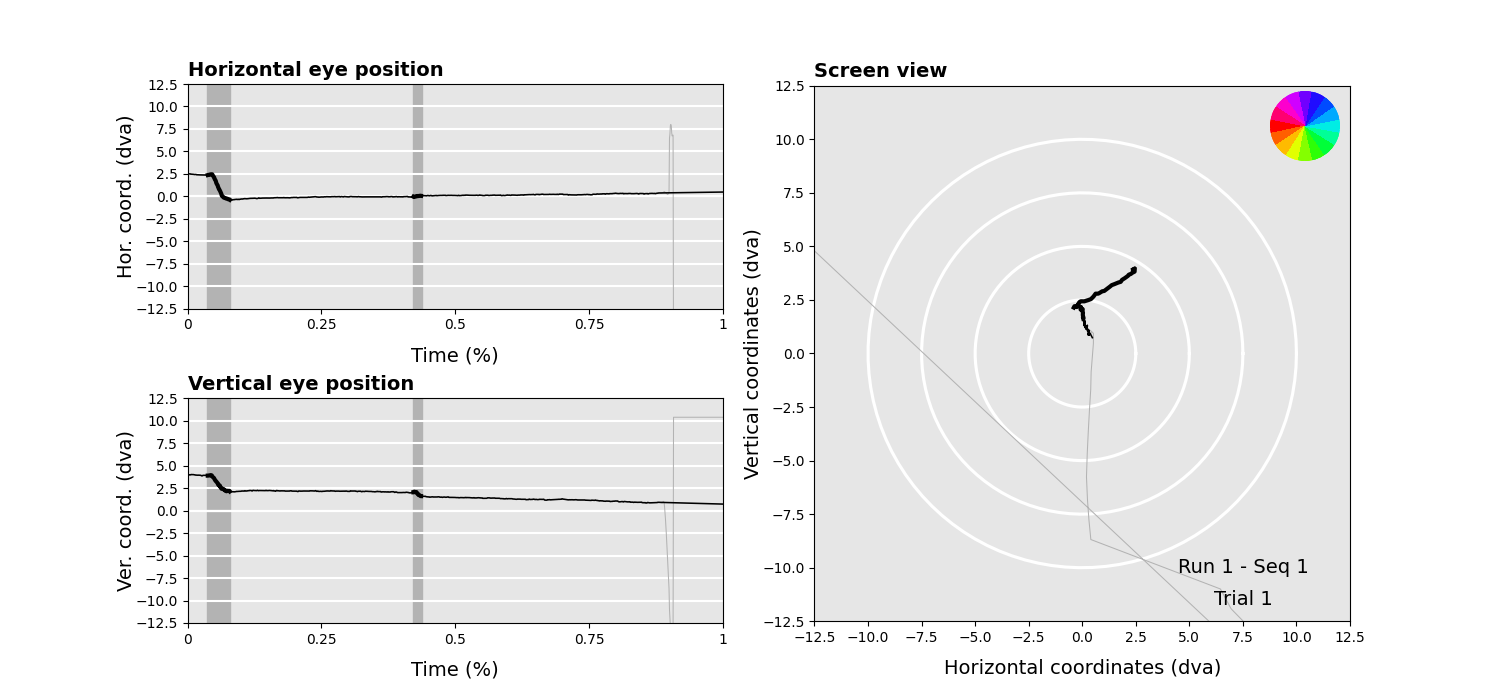 Horizontal eye position
Hor. coord. (dva)
12.5
10.0
7.5
5.0
2.5
0.0
−2.5
−5.0
−7.5
−10.0
−12.5
0 0.25 0.5 0.75 1
Time (%)
Vertical eye position
Ver. coord. (dva)
12.5
10.0
7.5
5.0
2.5
0.0
−2.5
−5.0
−7.5
−10.0
−12.5
0 0.25 0.5 0.75 1
Time (%)
Screen view
Vertical coordinates (dva)
12.5
10.0
7.5
5.0
2.5
0.0
−2.5
−5.0
−7.5
−10.0
−12.5
Run 1 - Seq 1
Trial 1
−12.5 −10.0 −7.5 −5.0 −2.5 0.0 2.5 5.0 7.5 10.0 12.5
Horizontal coordinates (dva)